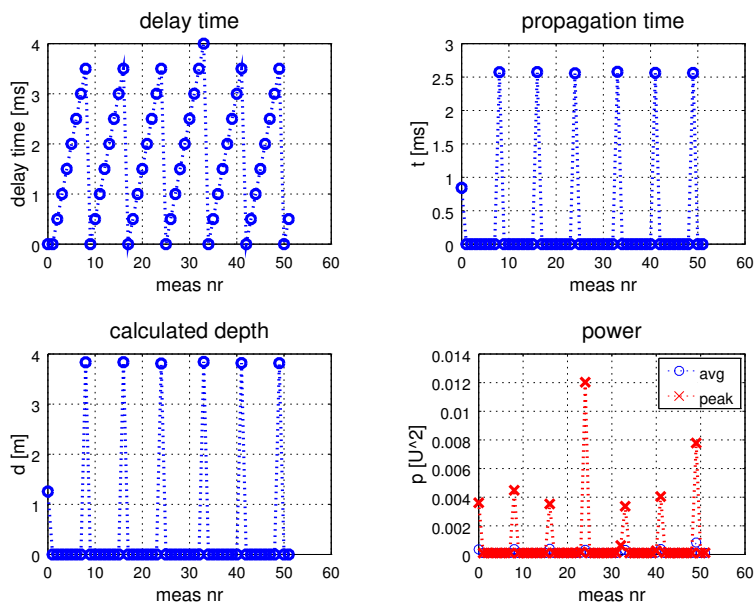 delay time
4
3
2
1
0
delay time [ms]
0 10 20 30 40 50 60
meas nr
propagation time
3
2.5
2
1.5
1
0.5
0
t [ms]
0 10 20 30 40 50 60
meas nr
calculated depth
4
3
2
1
0
d [m]
0 10 20 30 40 50 60
meas nr
power
0.014
0.012
0.01
0.008
0.006
0.004
0.002
0
p [U^2]
avg
peak
0 10 20 30 40 50 60
meas nr